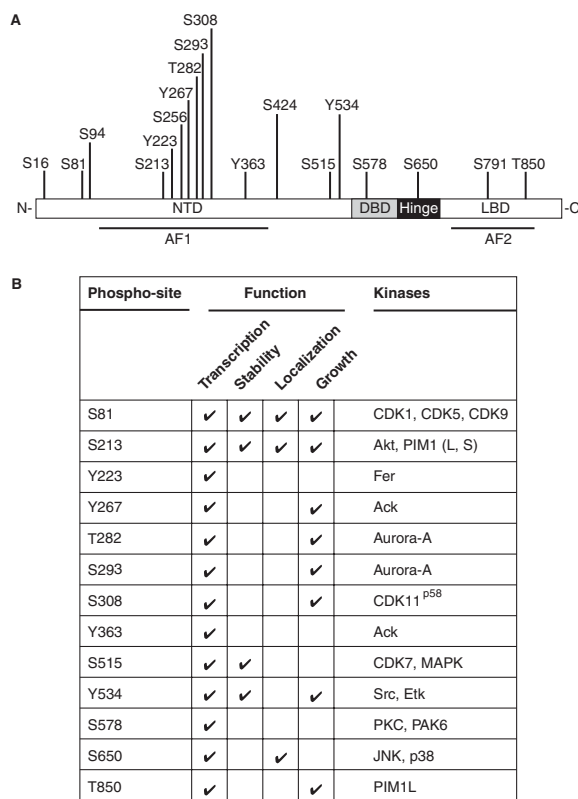 A
S308
S293
T282
Y267
S256
S424
Y534
S94
Y223
S16
S81
S213
Y363
S515
S578
S650
S791
T850
N-
NTD
DBD
Hinge
LBD
-C
AF1
AF2
B
Phospho-site Function Kinases
Transcription
Stability
Localization
Growth
S81 ✔ ✔ ✔ ✔ CDK1, CDK5, CDK9
S213 ✔ ✔ ✔ ✔ Akt, PIM1 (L, S)
Y223 ✔ Fer
Y267 ✔ ✔ Ack
T282 ✔ ✔ Aurora-A
S293 ✔ ✔ Aurora-A
S308 ✔ ✔ CDK11p58
Y363 ✔ Ack
S515 ✔ ✔ CDK7, MAPK
Y534 ✔ ✔ ✔ Src, Etk
S578 ✔ PKC, PAK6
S650 ✔ ✔ JNK, p38
T850 ✔ ✔ PIM1L